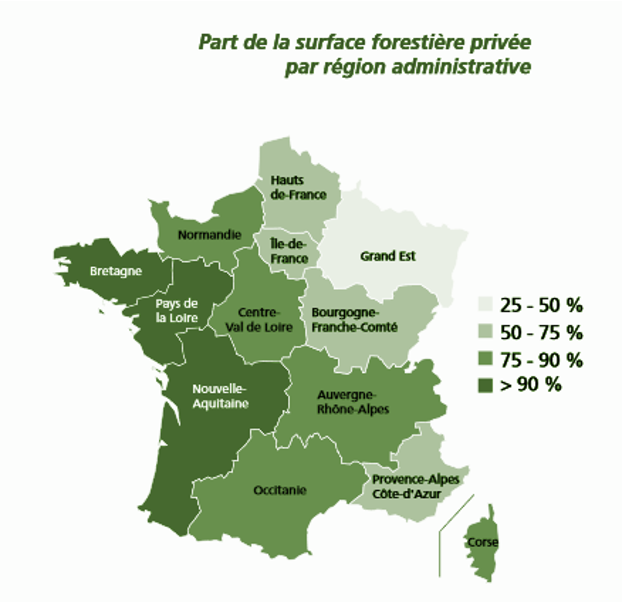 Part de la surface forestière privée
par région administrative
Hauts
de-France
Normandie
Île-de-
France
Grand Est
Bretagne
Pays de
la Loire
Centre-
Val de Loire
Bourgogne-
Franche-Comté
25 - 50 %
50 - 75 %
75 - 90 %
> 90 %
Nouvelle-
Aquitaine
Auvergne-
Rhône-Alpes
Occitanie
Provence-Alpes
Côte-d'Azur
Corse